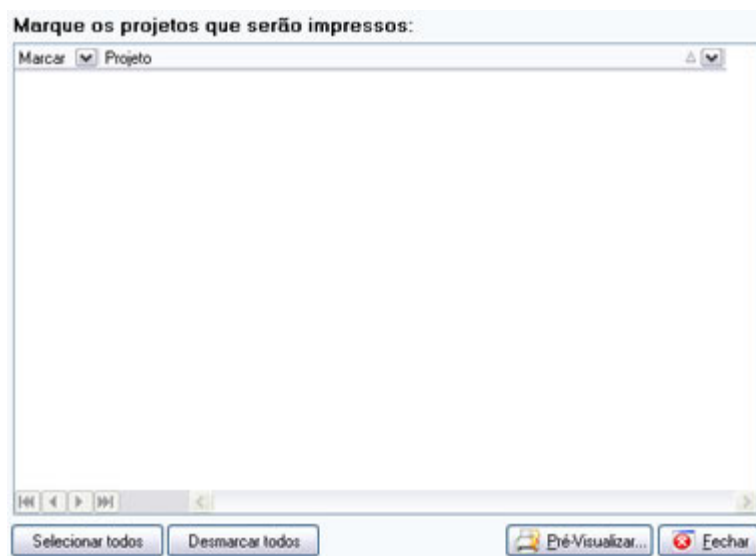 Marque os projetos que serão impressos:
Marcar Projeto
Selecionar todos Desmarcar todos Pré-Visualizar... Fechar